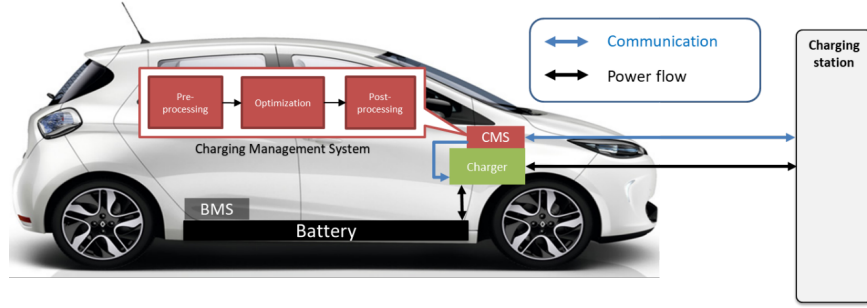 Communication
Power flow
Charging
station
Pre-
processing
Optimization
Post-
processing
Charging Management System
CMS
Charger
BMS
Battery